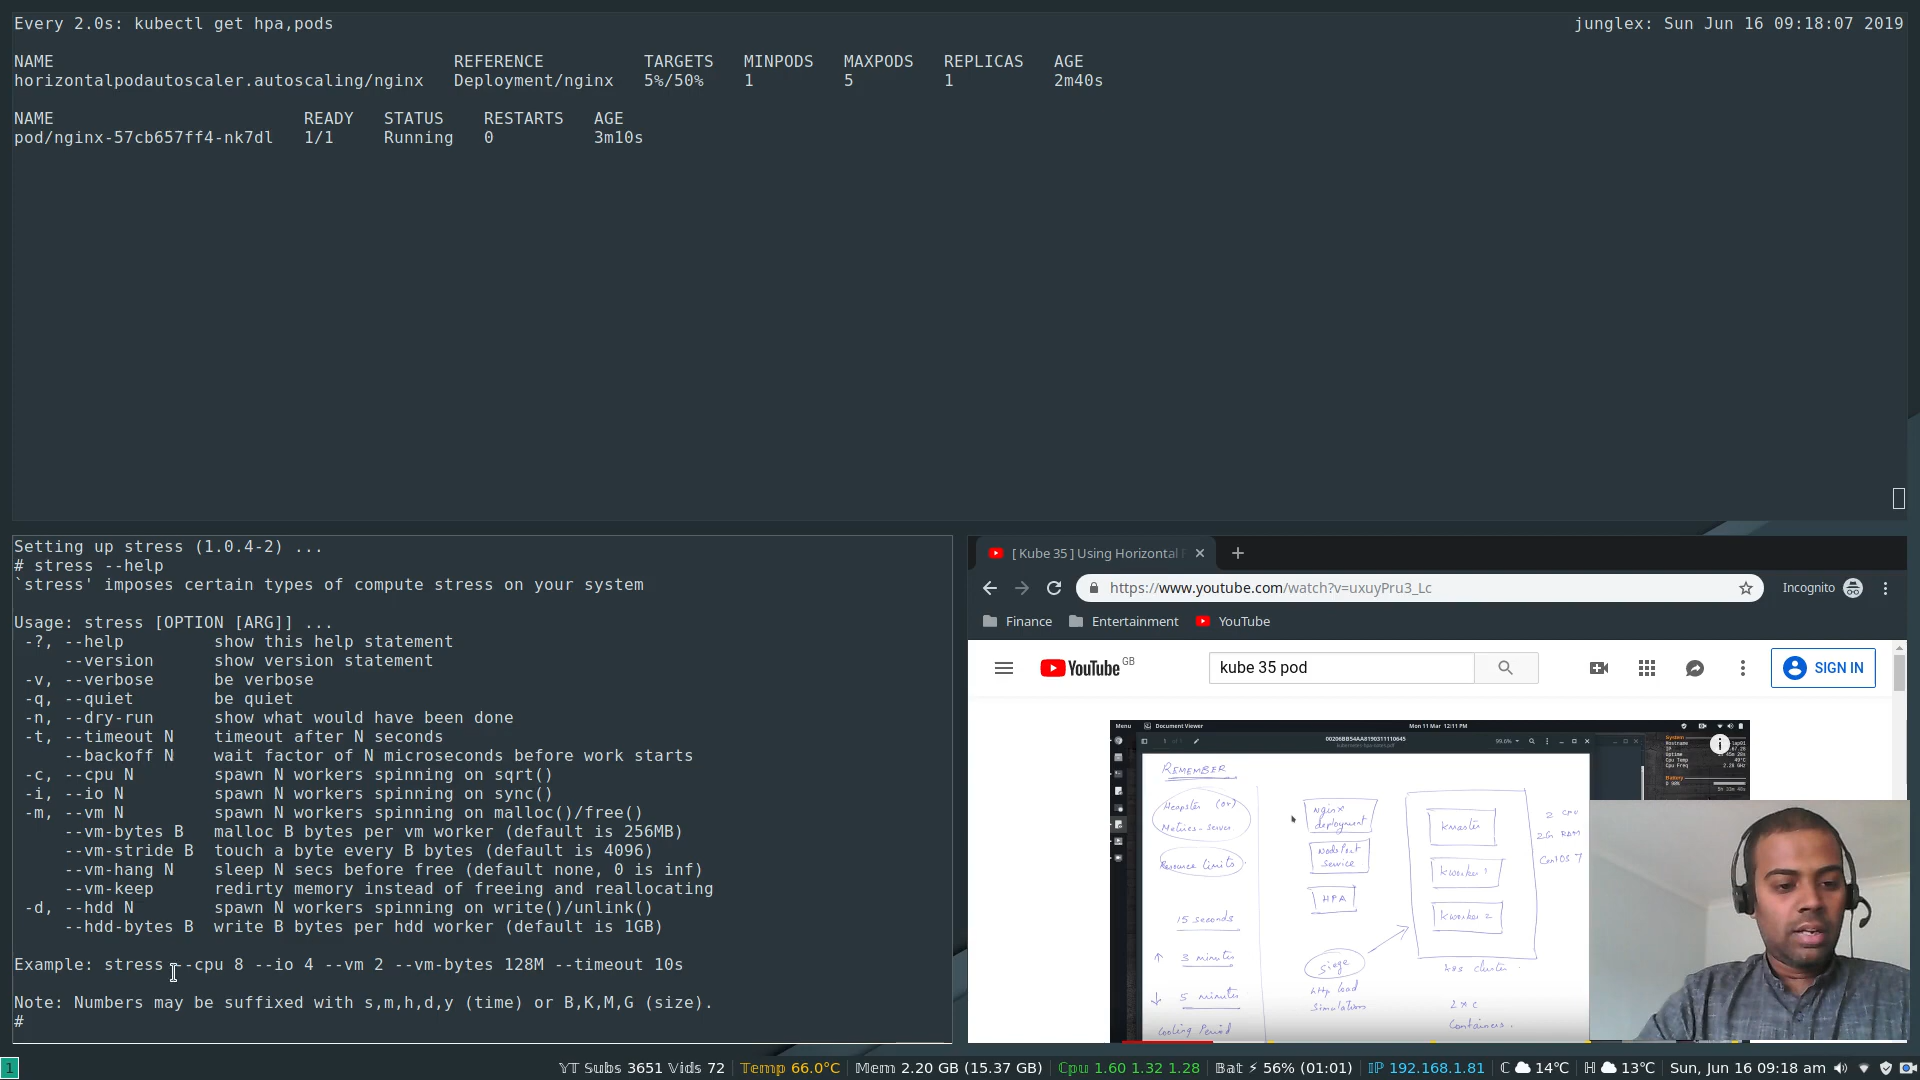 Every 2.0s: kubectl get hpa,pods junglex: Sun Jun 16 09:18:07 2019
NAME REFERENCE TARGETS MINPODS MAXPODS REPLICAS AGE
horizontalpodautoscaler.autoscaling/nginx Deployment/nginx 5%/50% 1 5 1 2m40s
NAME READY STATUS RESTARTS AGE
pod/nginx-57cb657ff4-nk7dl 1/1 Running 0 3m10s
Setting up stress (1.0.4-2) ...
# stress --help
`stress' imposes certain types of compute stress on your system
Usage: stress [OPTION [ARG]] ...
-?, --help show this help statement
--version show version statement
-v, --verbose be verbose
-q, --quiet be quiet
-n, --dry-run show what would have been done
-t, --timeout N timeout after N seconds
--backoff N wait factor of N microseconds before work starts
-c, --cpu N spawn N workers spinning on sqrt()
-i, --io N spawn N workers spinning on sync()
-m, --vm N spawn N workers spinning on malloc()/free()
--vm-bytes B malloc B bytes per vm worker (default is 256MB)
--vm-stride B touch a byte every B bytes (default is 4096)
--vm-hang N sleep N secs before free (default none, 0 is inf)
--vm-keep redirty memory instead of freeing and reallocating
-d, --hdd N spawn N workers spinning on write()/unlink()
--hdd-bytes B write B bytes per hdd worker (default is 1GB)
Example: stress --cpu 8 --io 4 --vm 2 --vm-bytes 128M --timeout 10s
Note: Numbers may be suffixed with s,m,h,d,y (time) or B,K,M,G (size).
#
[ Kube 35 ] Using Horizontal
https://www.youtube.com/watch?v=uxuyPru3_Lc
Incognito
Finance Entertainment YouTube
YouTube GB
kube 35 pod
SIGN IN
Menu Document Viewer Mon 11 Mar 12:11 PM
REMEMBER
Heapster (or)
Metrics-server
Resource limits
15 seconds
↑ 3 minutes
↓ 5 minutes
Cooling Period
Nginx
deployment
NodePort
service
HPA
Siege
http load
Simulation
kmaster
kworker 1
kworker 2
k8s cluster
2 CPU
2G RAM
CentOS 7
Containers.
1 YT Subs 3651 Vids 72 Temp 66.0°C Mem 2.20 GB (15.37 GB) Cpu 1.60 1.32 1.28 Bat ⚡ 56% (01:01) IP 192.168.1.81 C 14°C H 13°C Sun, Jun 16 09:18 am